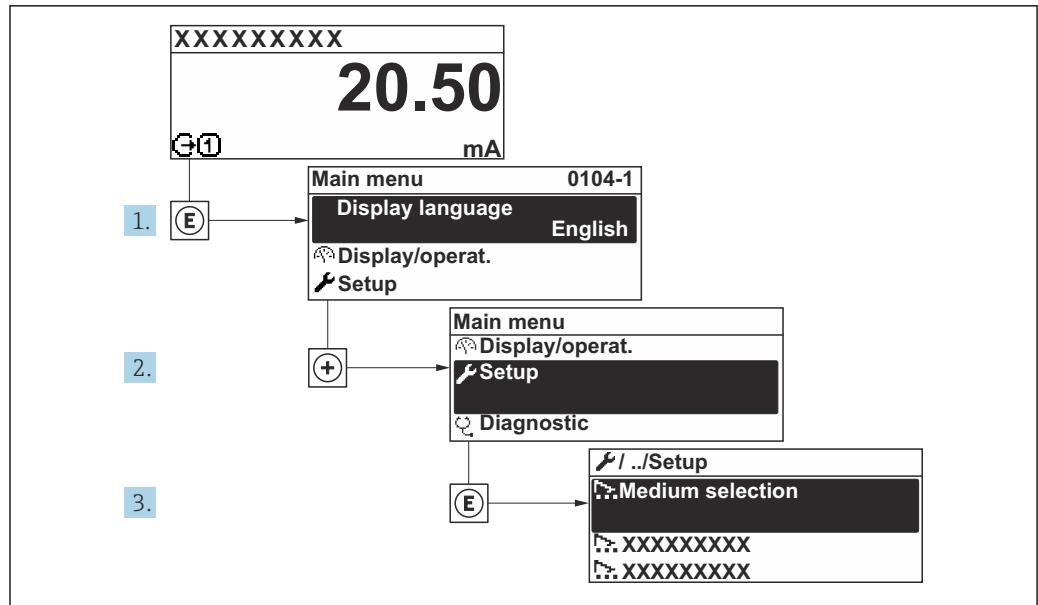 XXXXXXXXX
20.50
1 mA
Main menu 0104-1
1. E Display language
English
Display/operat.
Setup
Main menu
Display/operat.
2. + Setup
Diagnostic
/ ../Setup
3. E Medium selection
XXXXXXXXX
XXXXXXXXX